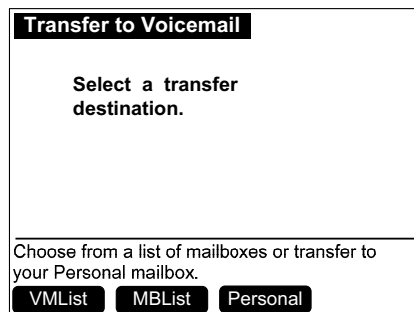 Transfer to Voicemail
Select a transfer
destination.
Choose from a list of mailboxes or transfer to
your Personal mailbox.
VMList MBList Personal